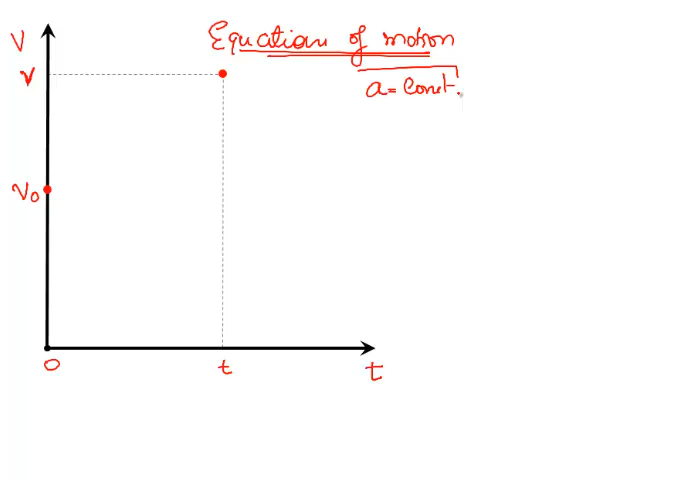 Equation of motion
a = Const.
V
v
v0
0
t
t